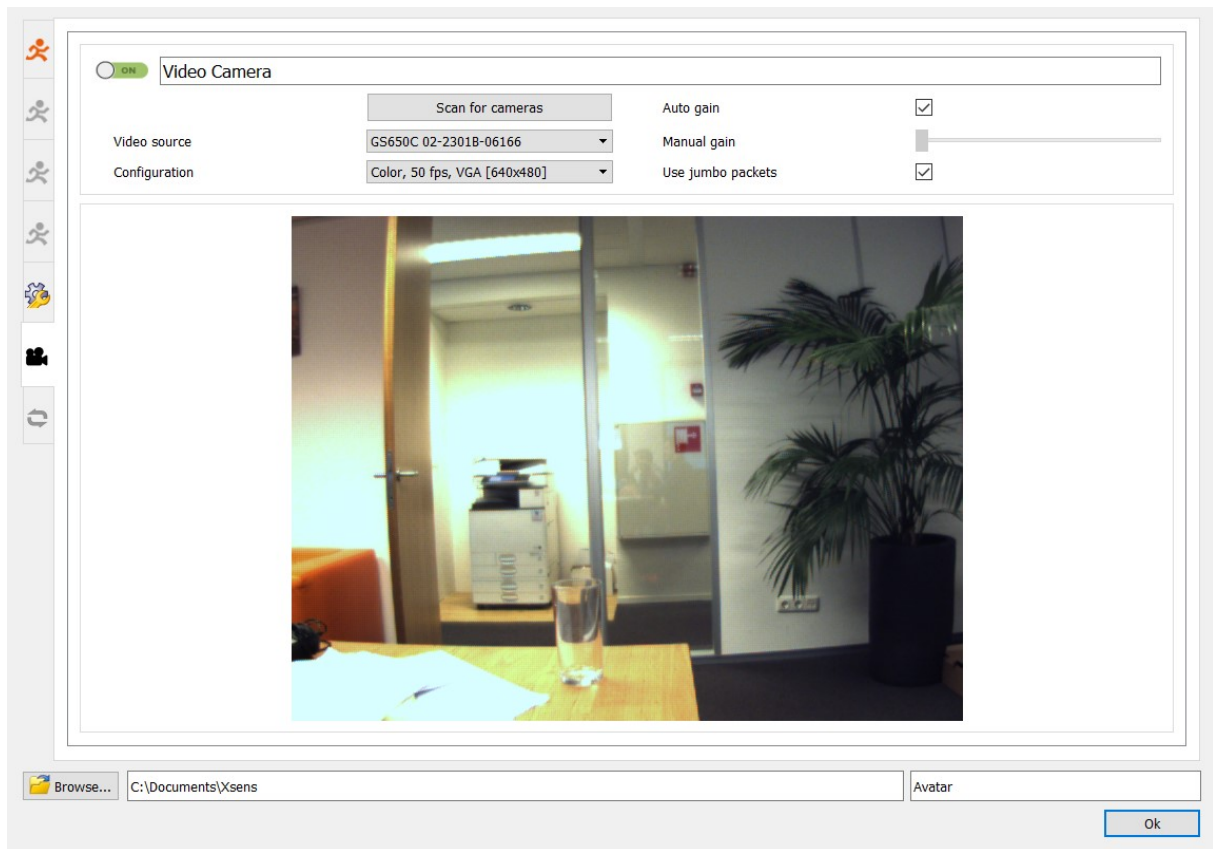 ON Video Camera
Scan for cameras Auto gain
Video source GS650C 02-2301B-06166 Manual gain
Configuration Color, 50 fps, VGA [640x480] Use jumbo packets
Browse... C:\Documents\Xsens Avatar
Ok